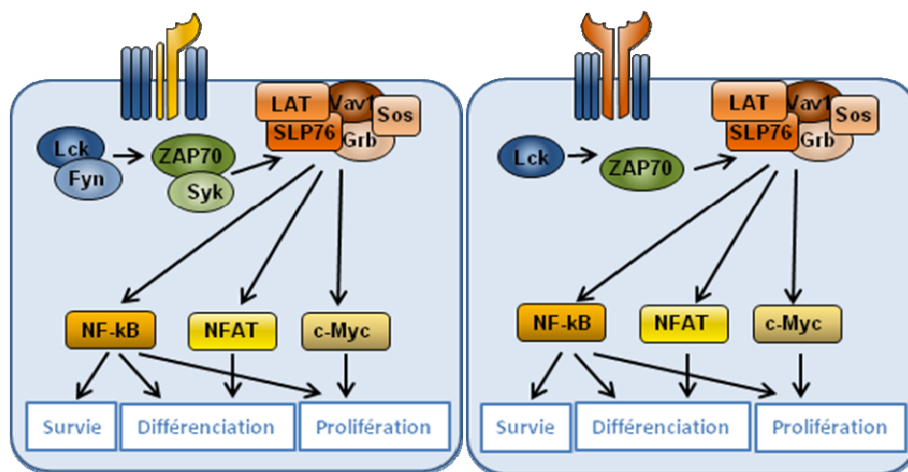 LAT
Vav1
Sos
SLP76
Grb
Lck
Fyn
ZAP70
Syk
NF-kB
NFAT
c-Myc
Survie
Différenciation
Prolifération
LAT
Vav1
Sos
SLP76
Grb
Lck
ZAP70
NF-kB
NFAT
c-Myc
Survie
Différenciation
Prolifération